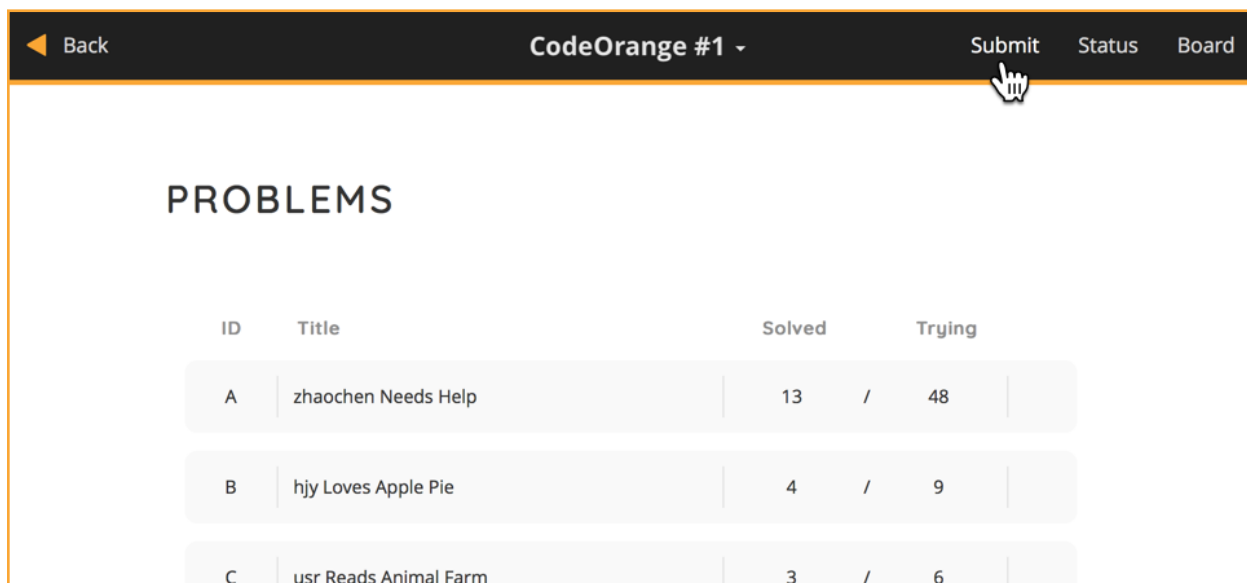 Back CodeOrange #1 Submit Status Board
PROBLEMS
ID Title Solved Trying
A zhaochen Needs Help 13 / 48
B hjy Loves Apple Pie 4 / 9
C usr Reads Animal Farm 3 / 6